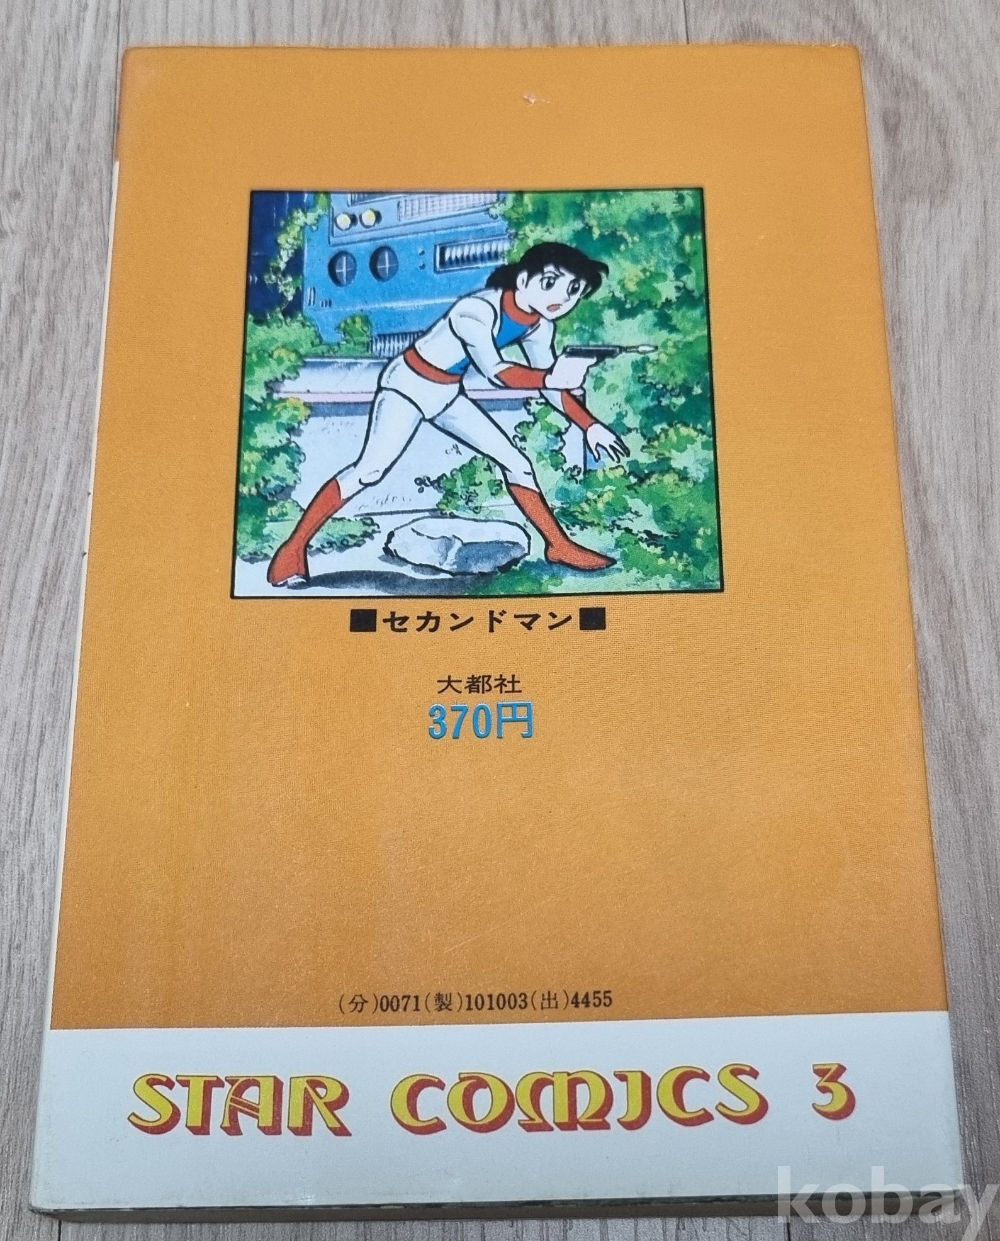 ■セカンドマン■
大都社
370円
(分)0071(製)101003(出)4455
STAR COMICS 3
kobay